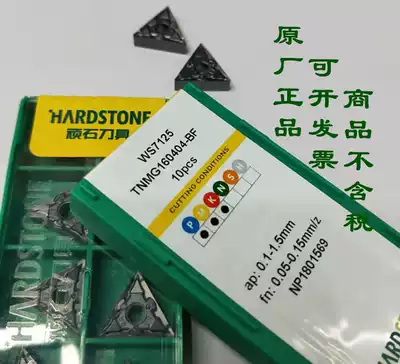 HARDSTONE
顽石刀具
HARDSTONE
WS7125
TNMG160404-BF
10pcs
CUTTING CONDITIONS
P M K N S H
ap: 0.1-1.5mm
fn: 0.05-0.15mm/z
NP1801569
原厂正品
可开发票
商品不含税